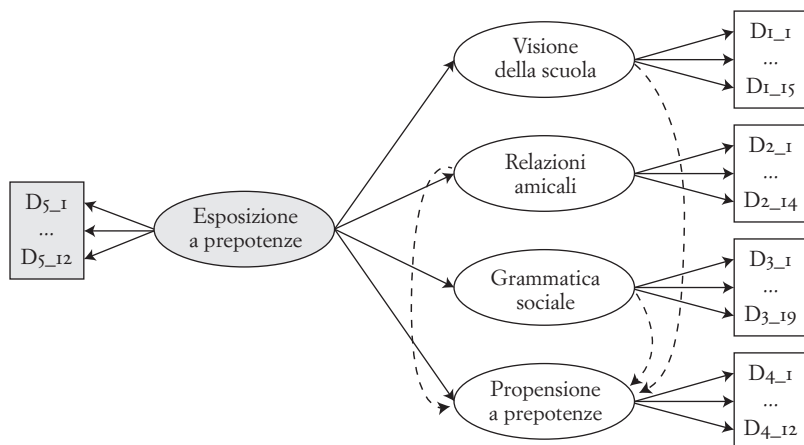 D5_1
...
D5_12
Esposizione
a prepotenze
Visione
della scuola
D1_1
...
D1_15
Relazioni
amicali
D2_1
...
D2_14
Grammatica
sociale
D3_1
...
D3_19
Propensione
a prepotenze
D4_1
...
D4_12